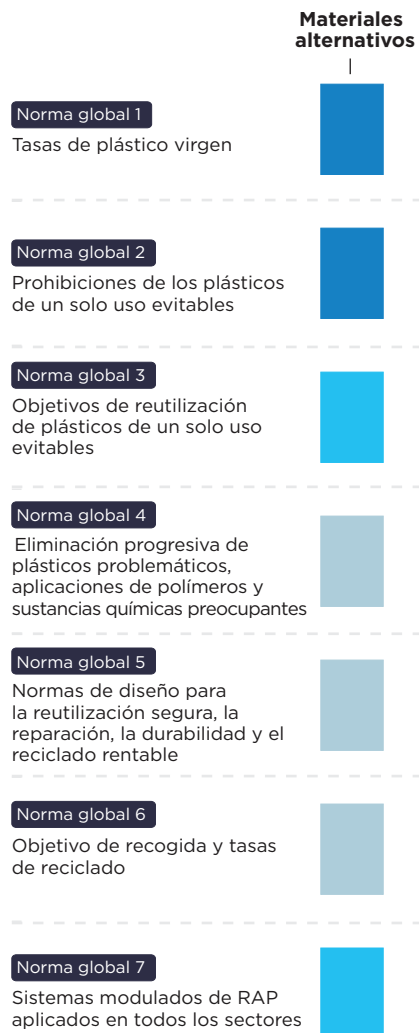 Materiales
alternativos
Norma global 1
Tasas de plástico virgen
Norma global 2
Prohibiciones de los plásticos
de un solo uso evitables
Norma global 3
Objetivos de reutilización
de plásticos de un solo uso
evitables
Norma global 4
Eliminación progresiva de
plásticos problemáticos,
aplicaciones de polímeros y
sustancias químicas preocupantes
Norma global 5
Normas de diseño para
la reutilización segura, la
reparación, la durabilidad y el
reciclado rentable
Norma global 6
Objetivo de recogida y tasas
de reciclado
Norma global 7
Sistemas modulados de RAP
aplicados en todos los sectores